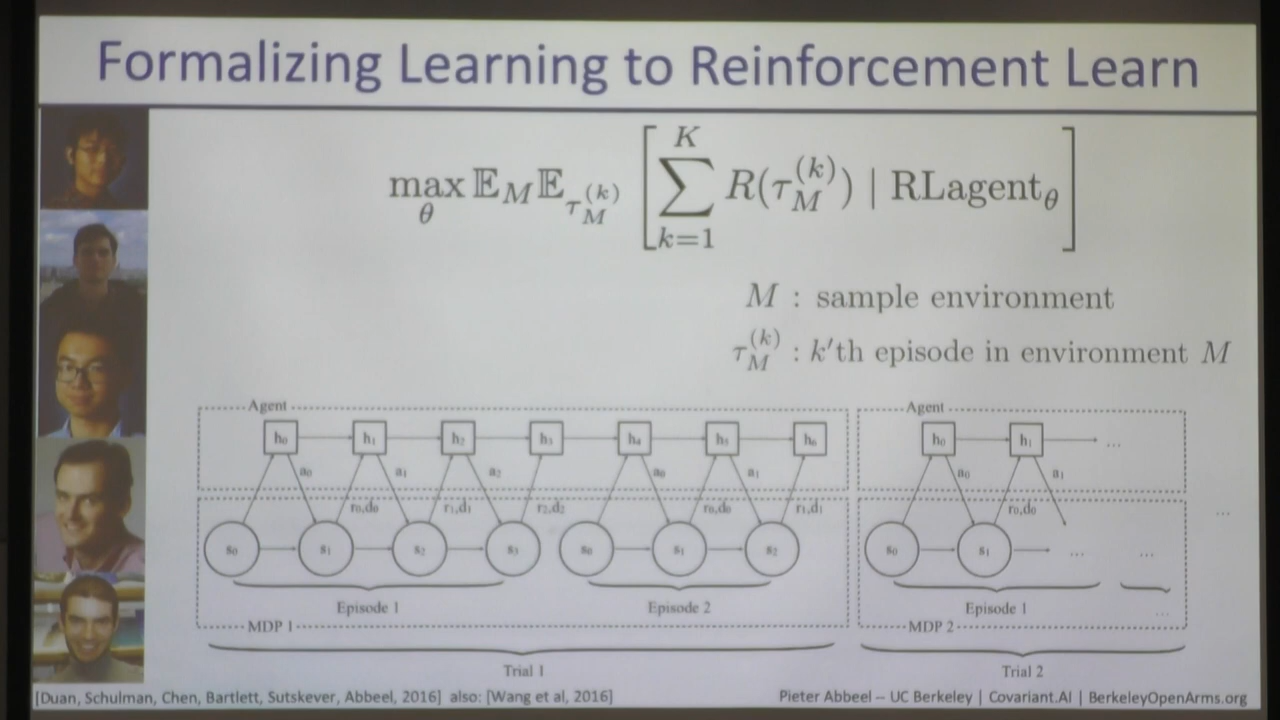 Formalizing Learning to Reinforcement Learn
max_θ 𝔼_M 𝔼_{τ_M^{(k)}} [ ∑_{k=1}^{K} R(τ_M^{(k)}) | RLagent_θ ]
M : sample environment
τ_M^{(k)} : k′th episode in environment M
Agent
Agent
h₀ h₁ h₂ h₃ h₄ h₅ h₆
h₀ h₁ ...
a₀ a₁ a₂ a₀ a₁
a₀ a₁
r₀,d₀ r₁,d₁ r₂,d₂ r₀,d₀ r₁,d₁
r₀,d₀ ...
s₀ s₁ s₂ s₃ s₀ s₁ s₂
s₀ s₁ ... ...
Episode 1 Episode 2
Episode 1 ...
MDP 1
MDP 2
Trial 1
Trial 2
[Duan, Schulman, Chen, Bartlett, Sutskever, Abbeel, 2016] also: [Wang et al, 2016]
Pieter Abbeel – UC Berkeley | Covariant.AI | BerkeleyOpenArms.org